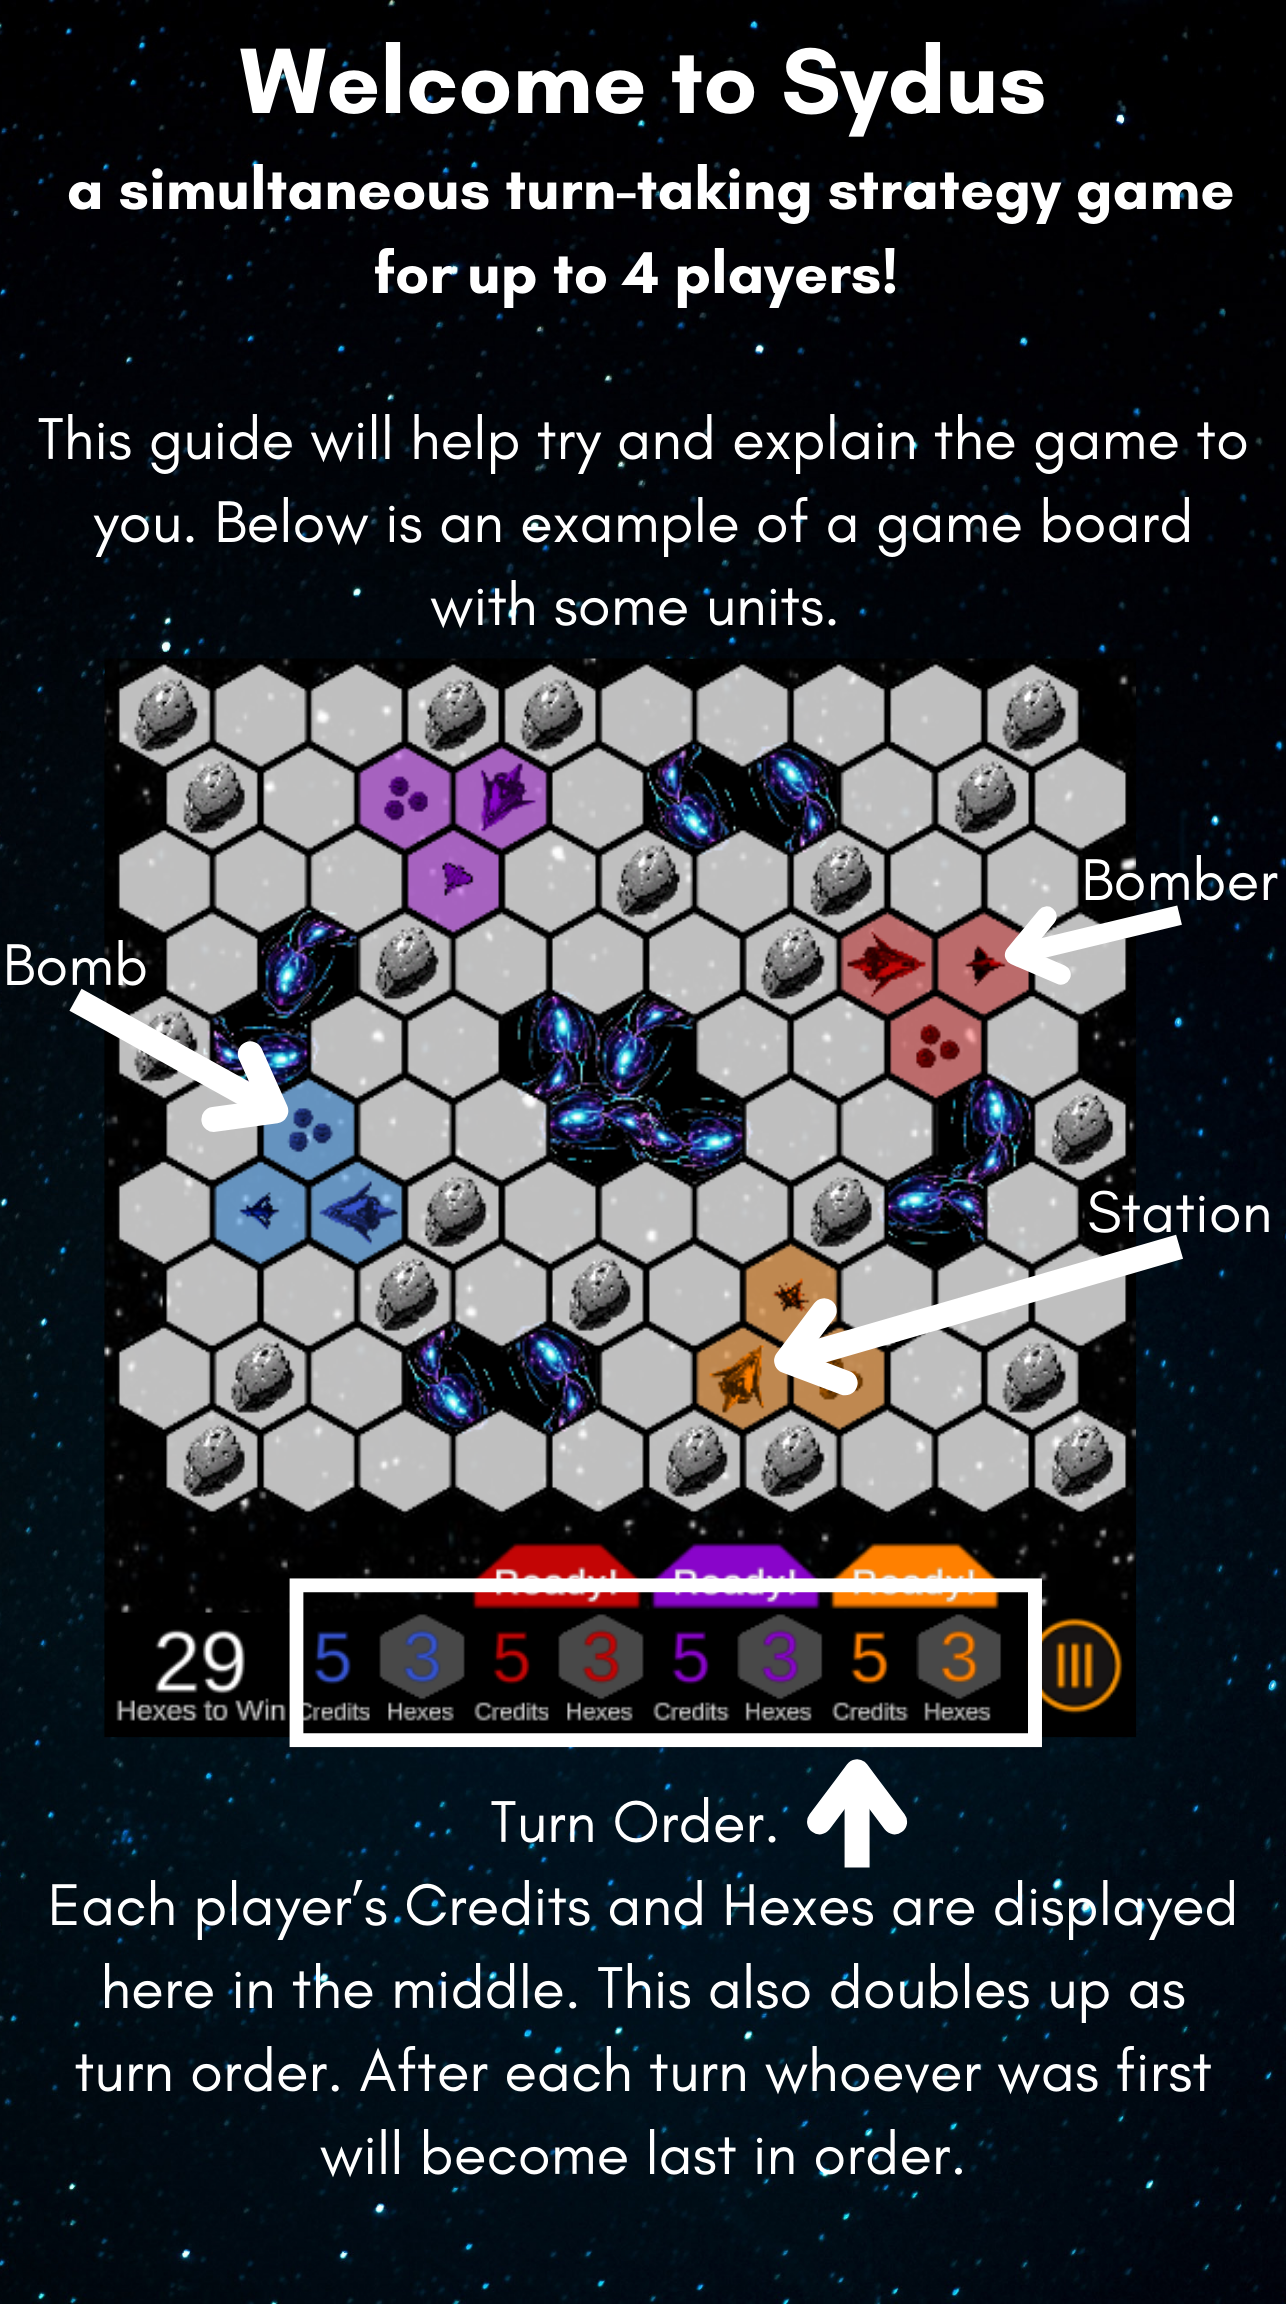 Welcome to Sydus
a simultaneous turn-taking strategy game
for up to 4 players!
This guide will help try and explain the game to
you. Below is an example of a game board
with some units.
Bomber
Bomb
Station
Ready! Ready! Ready!
29 5 3 5 3 5 3 5 3
Hexes to Win Credits Hexes Credits Hexes Credits Hexes Credits Hexes
Turn Order.
Each player's Credits and Hexes are displayed
here in the middle. This also doubles up as
turn order. After each turn whoever was first
will become last in order.